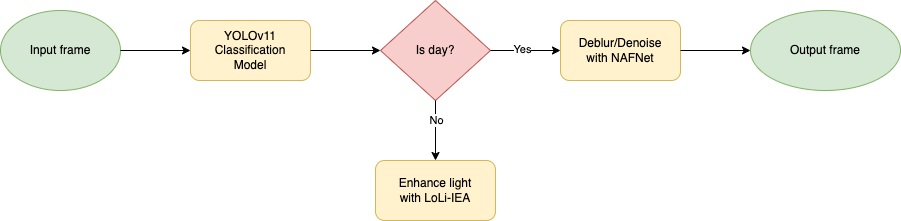 Input frame
YOLOv11
Classification
Model
Is day?
Yes
Deblur/Denoise
with NAFNet
Output frame
No
Enhance light
with LoLi-IEA